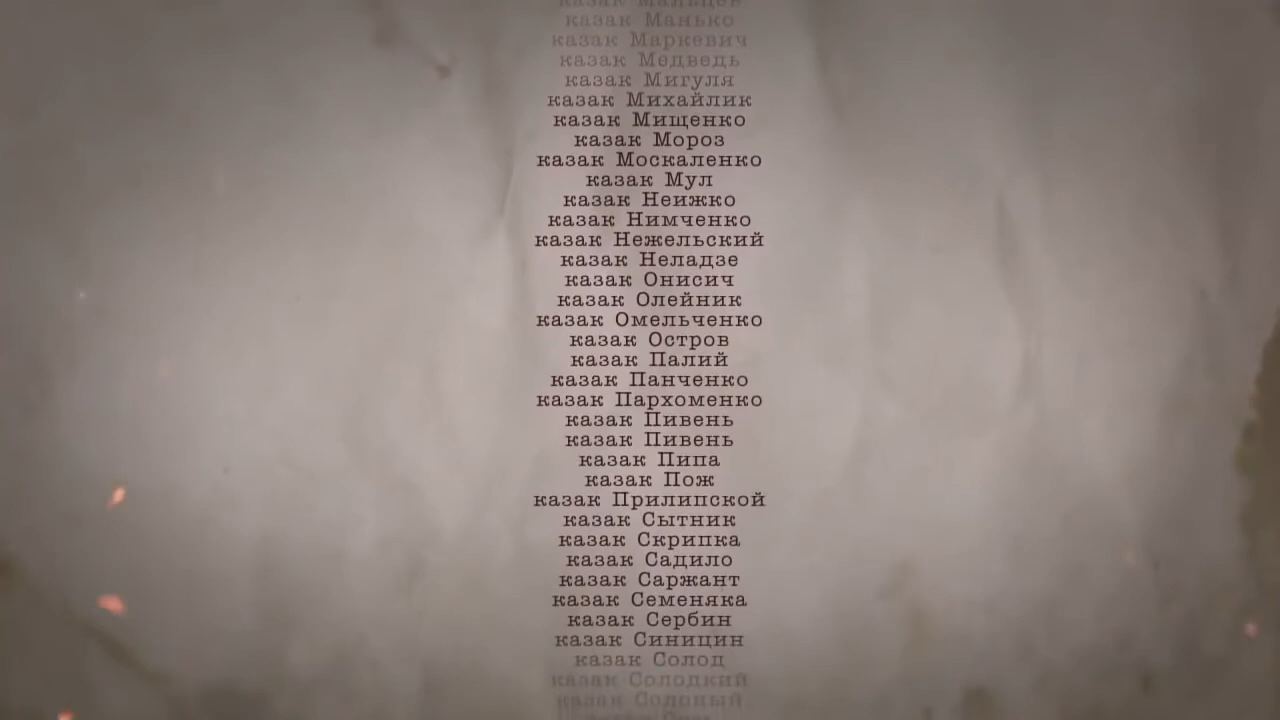 казак Мальцев
казак Манько
казак Маркевич
казак Медведь
казак Мигуля
казак Михайлик
казак Мищенко
казак Мороз
казак Москаленко
казак Мул
казак Неижко
казак Нимченко
казак Нежельский
казак Неладзе
казак Онисич
казак Олейник
казак Омельченко
казак Остров
казак Палий
казак Панченко
казак Пархоменко
казак Пивень
казак Пивень
казак Пипа
казак Пож
казак Прилипской
казак Сытник
казак Скрипка
казак Садило
казак Саржант
казак Семеняка
казак Сербин
казак Синицин
казак Солод
казак Солодкий
казак